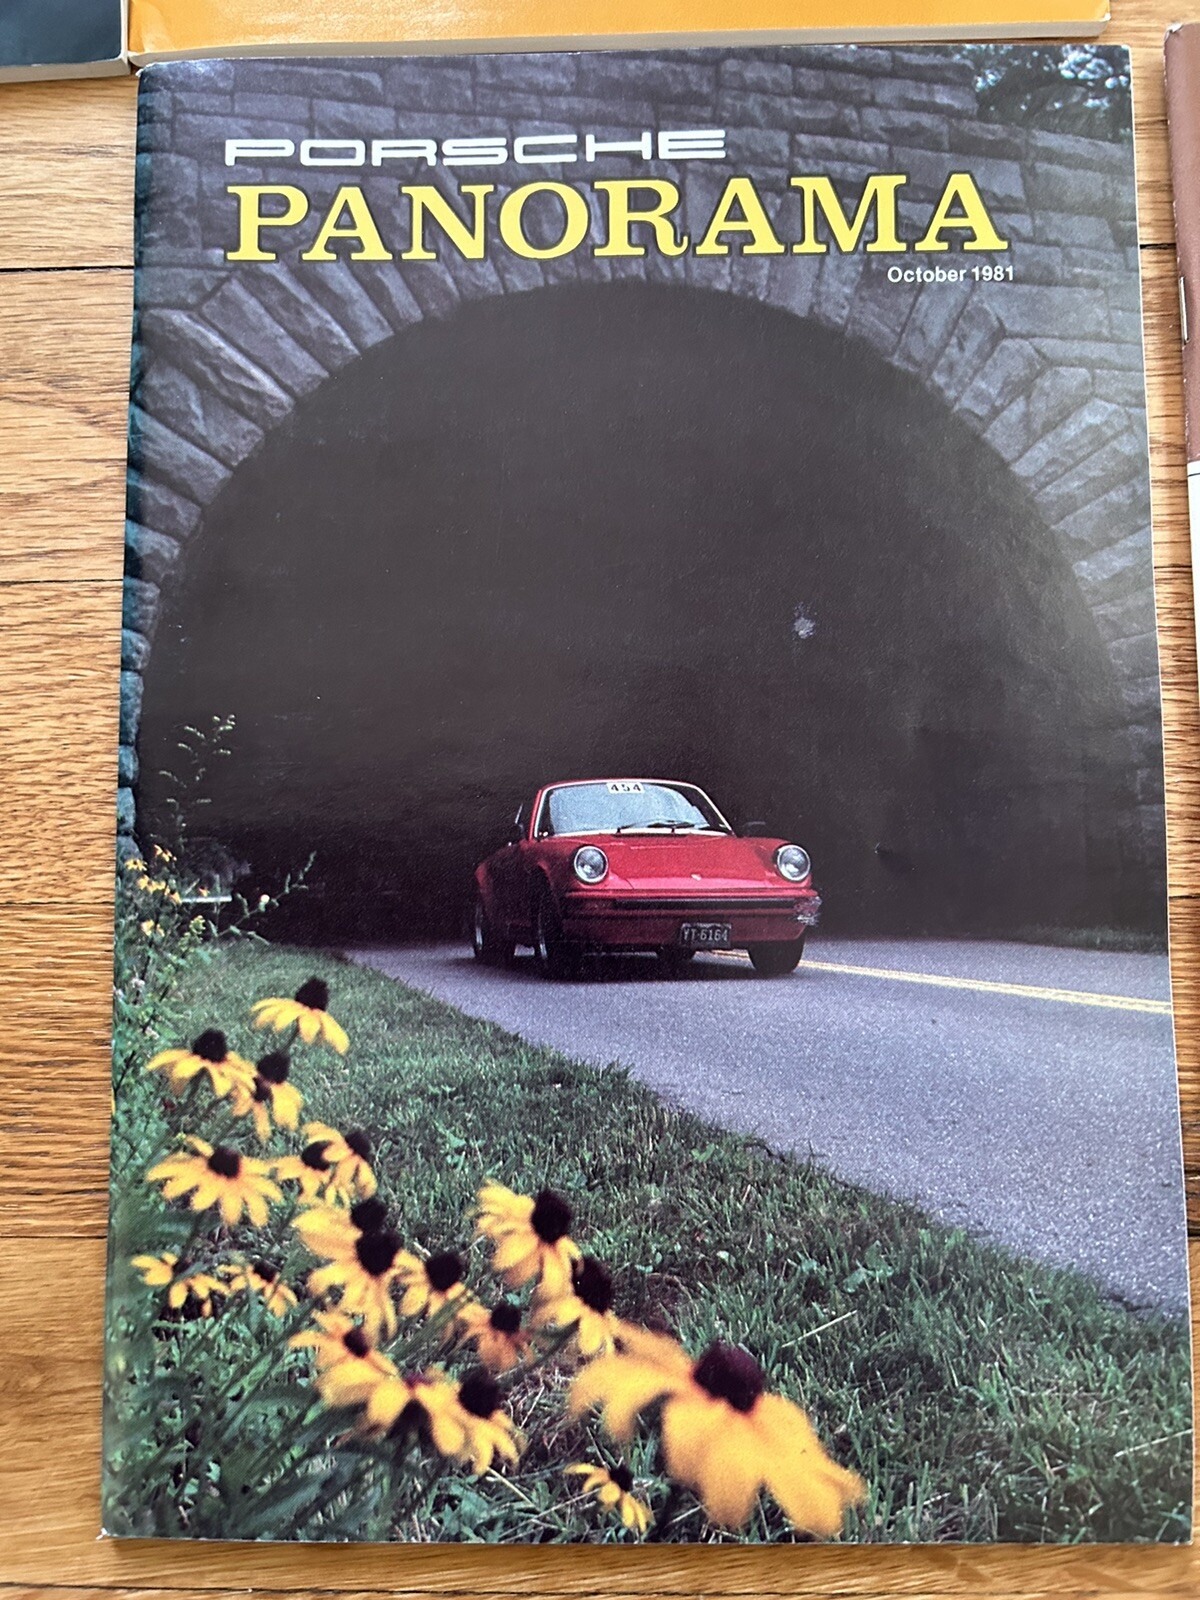 PORSCHE
PANORAMA
October 1981
454
YT-6164